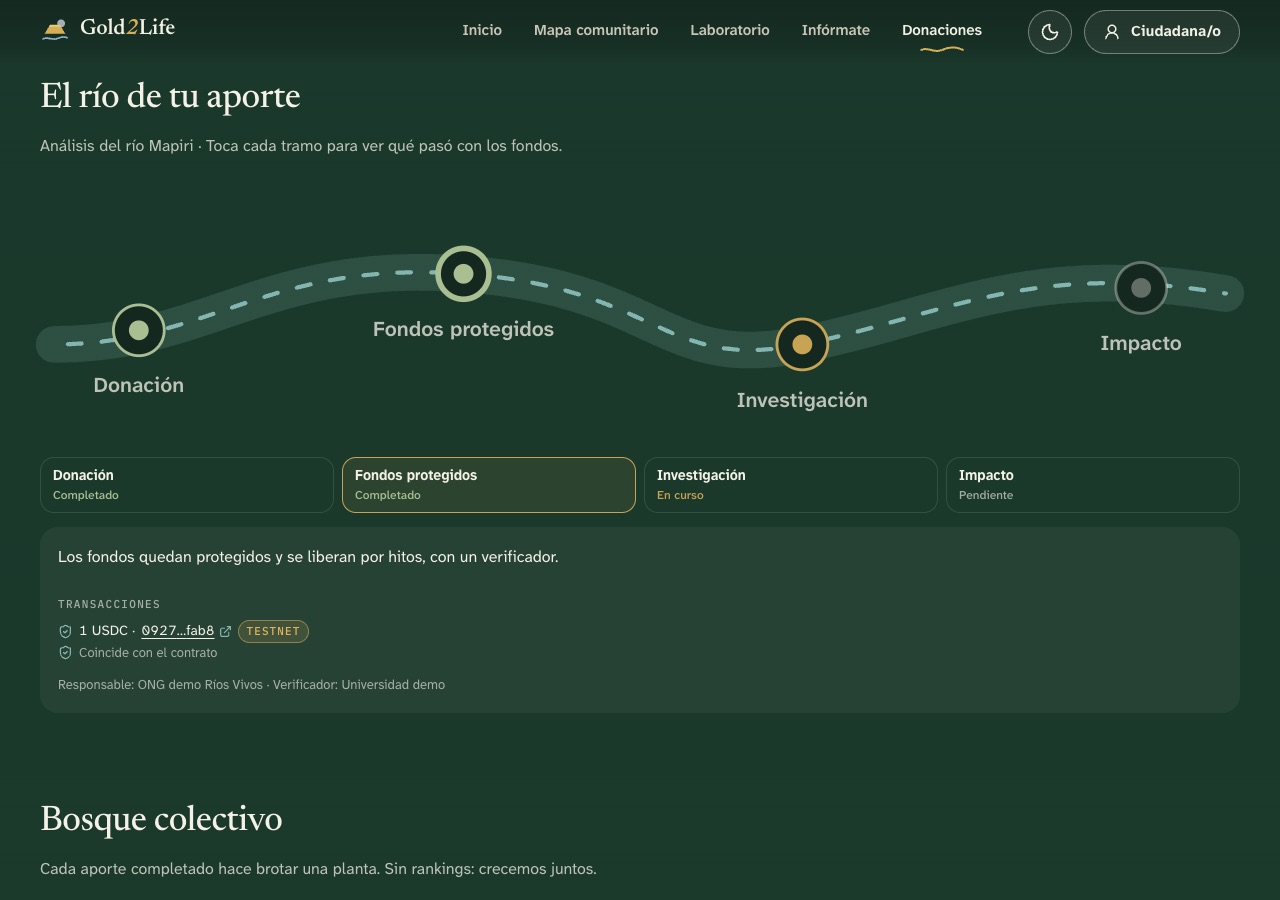 Gold2Life
Inicio
Mapa comunitario
Laboratorio
Infórmate
Donaciones
Ciudadana/o
El río de tu aporte
Análisis del río Mapiri · Toca cada tramo para ver qué pasó con los fondos.
Donación
Fondos protegidos
Investigación
Impacto
Donación
Completado
Fondos protegidos
Completado
Investigación
En curso
Impacto
Pendiente
Los fondos quedan protegidos y se liberan por hitos, con un verificador.
TRANSACCIONES
1 USDC · 0927…fab8 TESTNET
Coincide con el contrato
Responsable: ONG demo Ríos Vivos · Verificador: Universidad demo
Bosque colectivo
Cada aporte completado hace brotar una planta. Sin rankings: crecemos juntos.